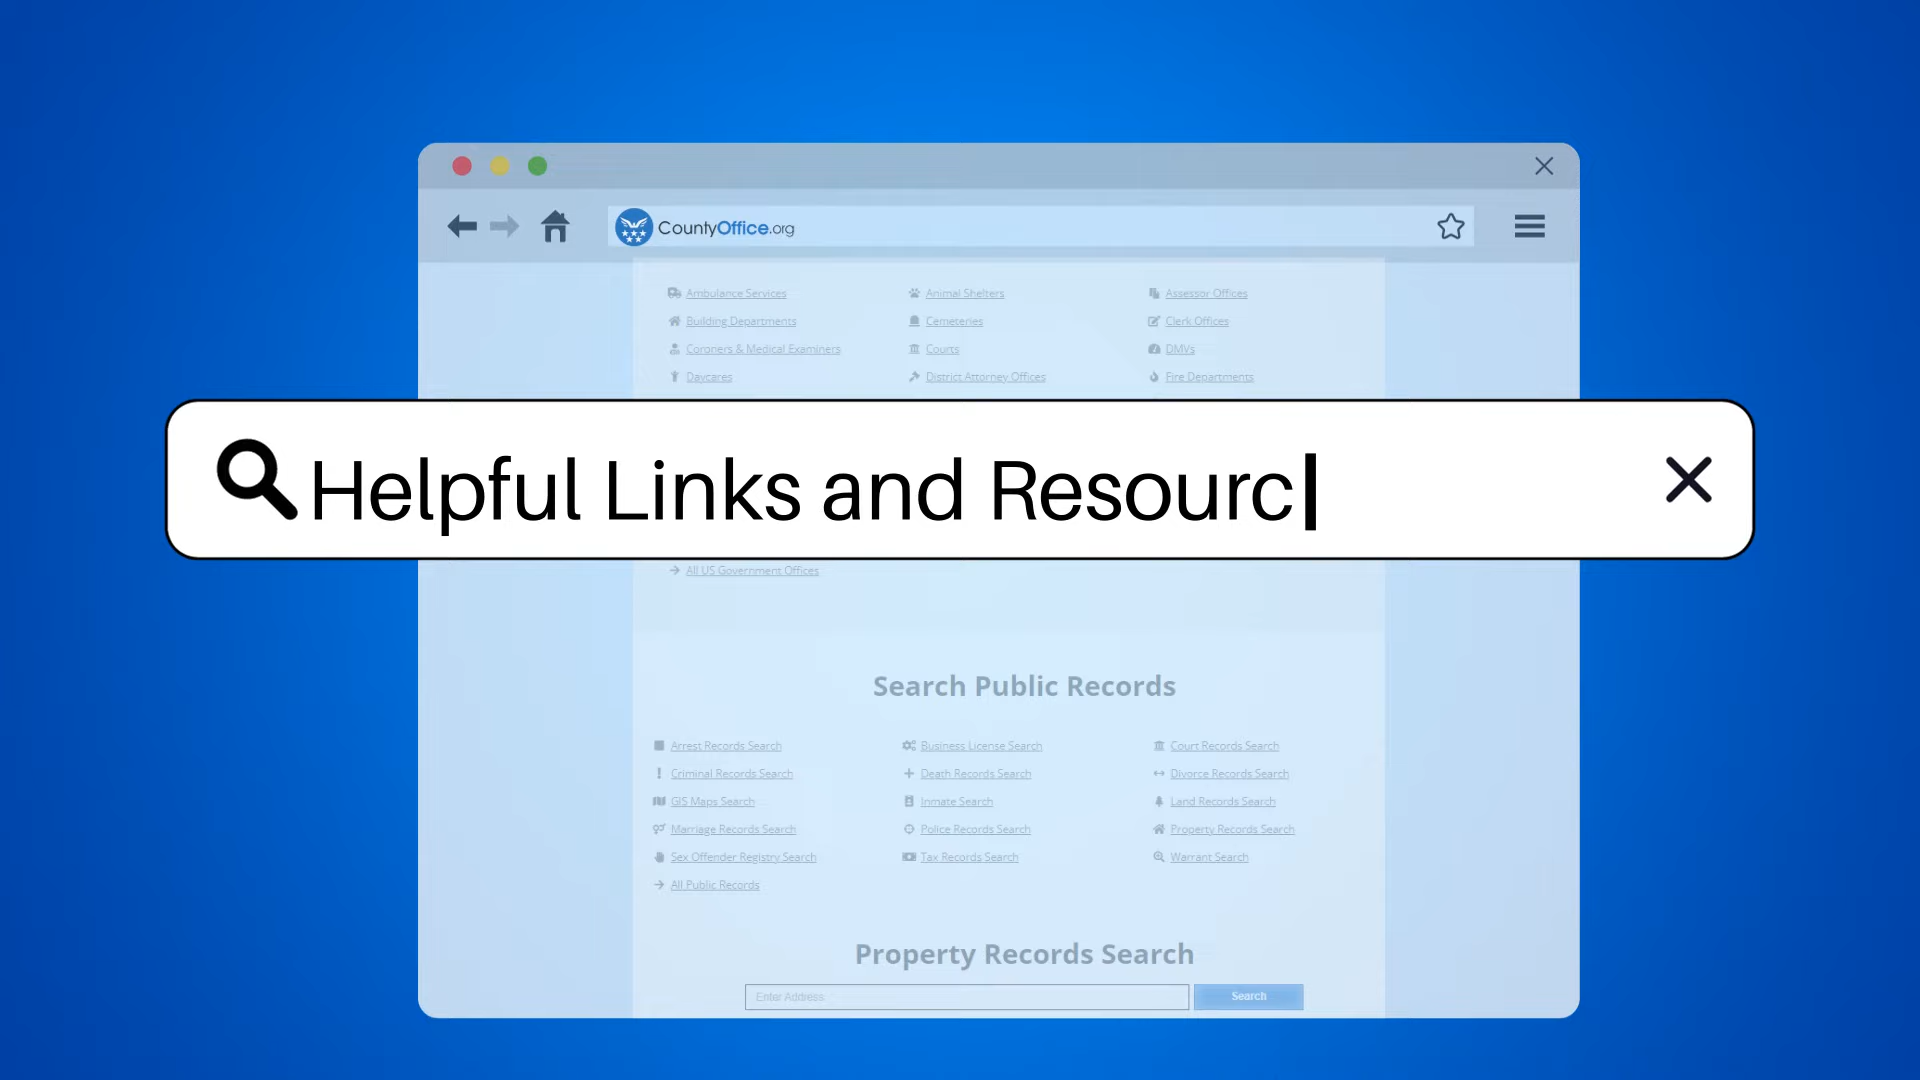 CountyOffice.org
Ambulance Services Animal Shelters Assessor Offices
Building Departments Cemeteries Clerk Offices
Coroners & Medical Examiners Courts DMVs
Daycares District Attorney Offices Fire Departments
Helpful Links and Resourc
All US Government Offices
Search Public Records
Arrest Records Search Business License Search Court Records Search
Criminal Records Search Death Records Search Divorce Records Search
GIS Maps Search Inmate Search Land Records Search
Marriage Records Search Police Records Search Property Records Search
Sex Offender Registry Search Tax Records Search Warrant Search
All Public Records
Property Records Search
Enter Address Search